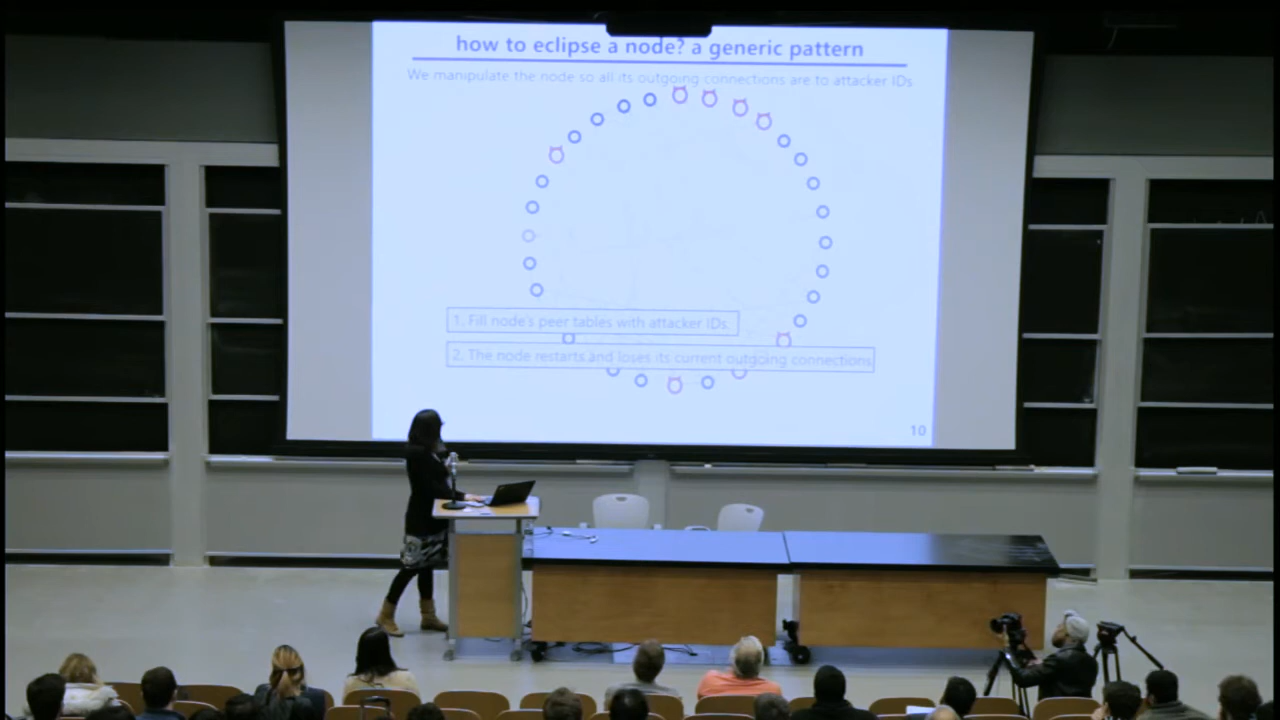 how to eclipse a node? a generic pattern
We manipulate the node so all its outgoing connections are to attacker IDs
1. Fill node's peer tables with attacker IDs.
2. The node restarts and loses its current outgoing connections
10